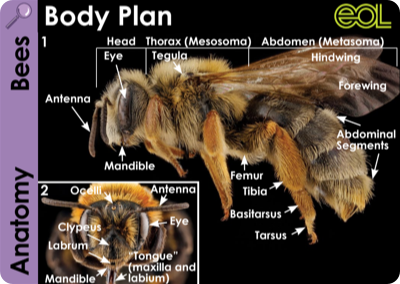 Body Plan
eol
Anatomy Bees
1
Head Thorax (Mesosoma) Abdomen (Metasoma)
Eye Tegula Hindwing
Forewing
Antenna
Abdominal
Segments
Mandible
Femur
Tibia
Basitarsus
Tarsus
2
Ocelli Antenna
Clypeus Eye
Labrum
"Tongue"
(maxilla and
labium)
Mandible